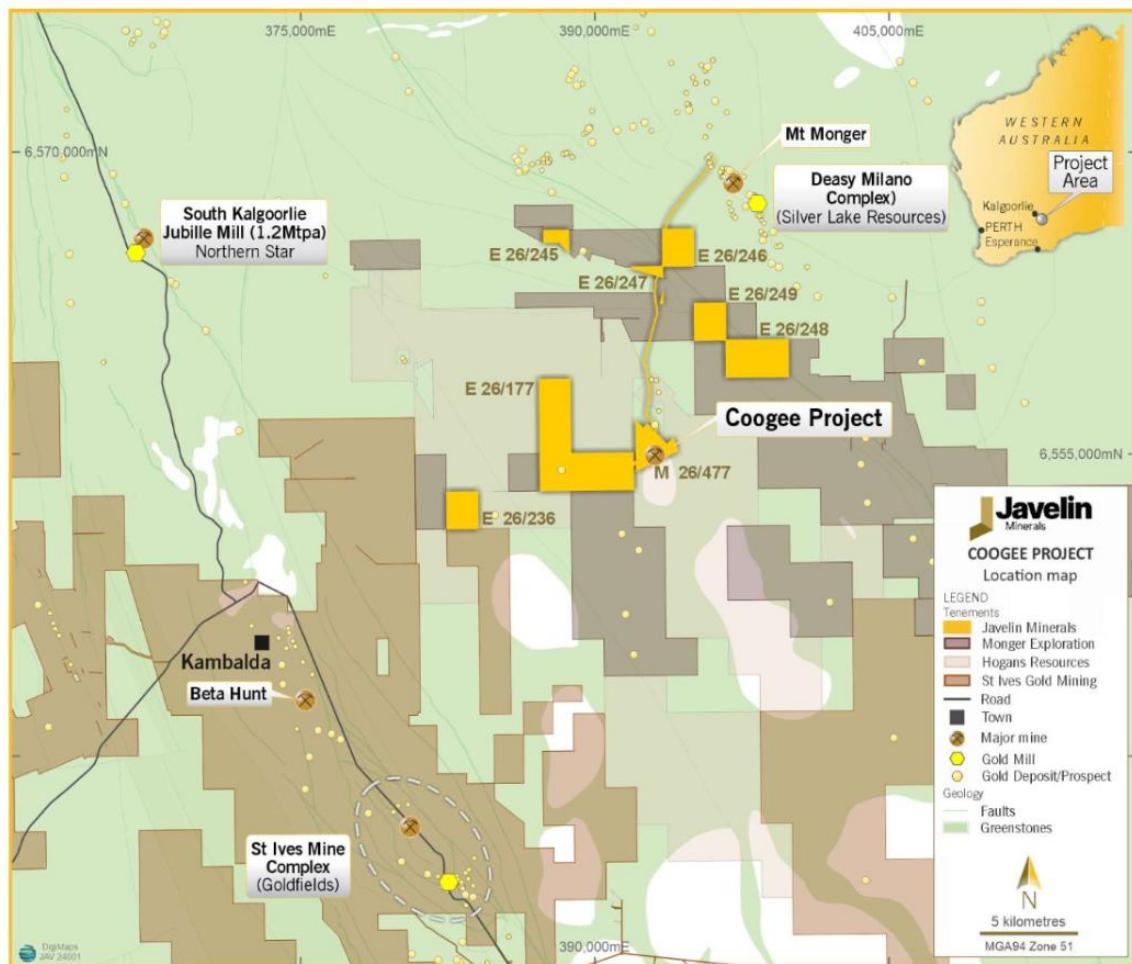 375,000mE
390,000mE
405,000mE
6,570,000mN
WESTERN
AUSTRALIA
Project
Area
Kalgoorlie
PERTH
Esperance
Mt Monger
Deasy Milano
Complex)
(Silver Lake Resources)
South Kalgoorlie
Jubille Mill (1.2Mtpa)
Northern Star
E 26/245
E 26/246
E 26/247
E 26/249
E 26/248
E 26/177
Coogee Project
6,555,000mN
M 26/477
E 26/236
Kambalda
Beta Hunt
St Ives Mine
Complex
(Goldfields)
Javelin
Minerals
COOGEE PROJECT
Location map
LEGEND
Tenements
Javelin Minerals
Monger Exploration
Hogans Resources
St Ives Gold Mining
Road
Town
Major mine
Gold Mill
Gold Deposit/Prospect
Geology
Faults
Greenstones
N
5 kilometres
MGA94 Zone 51
DigiMaps
JAV 24001
390,000mE